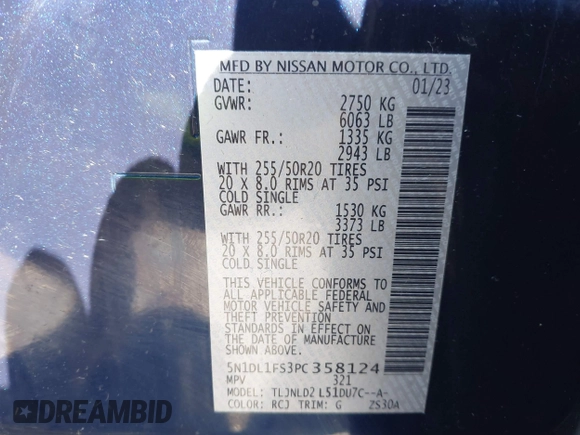 MFD BY NISSAN MOTOR CO., LTD.
DATE: 01/23
GVWR: 2750 KG
6063 LB
GAWR FR.: 1335 KG
2943 LB
WITH 255/50R20 TIRES
20 X 8.0 RIMS AT 35 PSI
COLD SINGLE
GAWR RR.: 1530 KG
3373 LB
WITH 255/50R20 TIRES
20 X 8.0 RIMS AT 35 PSI
COLD SINGLE
THIS VEHICLE CONFORMS TO
ALL APPLICABLE FEDERAL
MOTOR VEHICLE SAFETY AND
THEFT PREVENTION
STANDARDS IN EFFECT ON
THE DATE OF MANUFACTURE
SHOWN ABOVE.
5N1DL1FS3PC358124
MPV 321
MODEL: TLJNLD2 L51DU7C--A-
COLOR: RCJ TRIM: G ZS30A
DREAMBID
DREAMBID